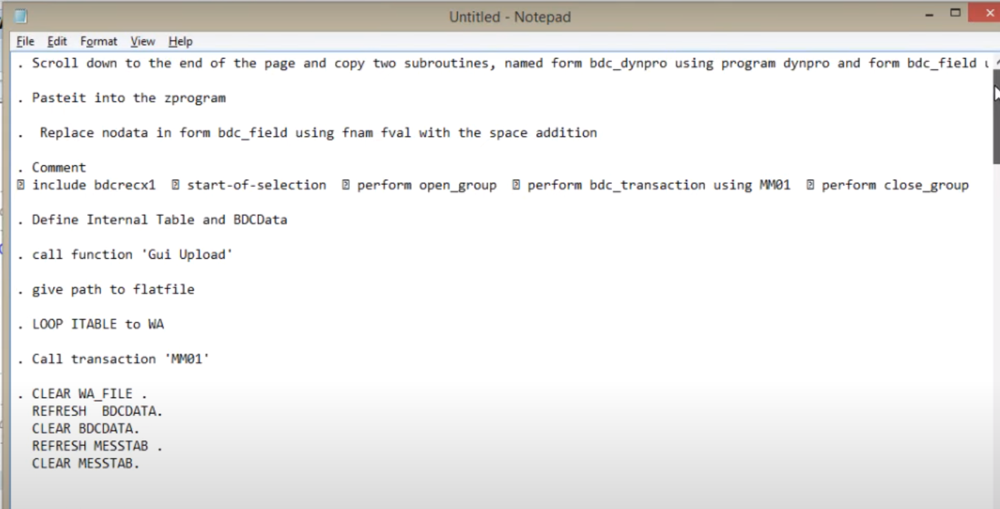 Untitled - Notepad
File Edit Format View Help
. Scroll down to the end of the page and copy two subroutines, named form bdc_dynpro using program dynpro and form bdc_field
. Pasteit into the zprogram
.  Replace nodata in form bdc_field using fnam fval with the space addition
. Comment
⍰ include bdcrecx1  ⍰ start-of-selection  ⍰ perform open_group  ⍰ perform bdc_transaction using MM01  ⍰ perform close_group
. Define Internal Table and BDCData
. call function 'Gui Upload'
. give path to flatfile
. LOOP ITABLE to WA
. Call transaction 'MM01'
. CLEAR WA_FILE .
REFRESH  BDCDATA.
CLEAR BDCDATA.
REFRESH MESSTAB .
CLEAR MESSTAB.